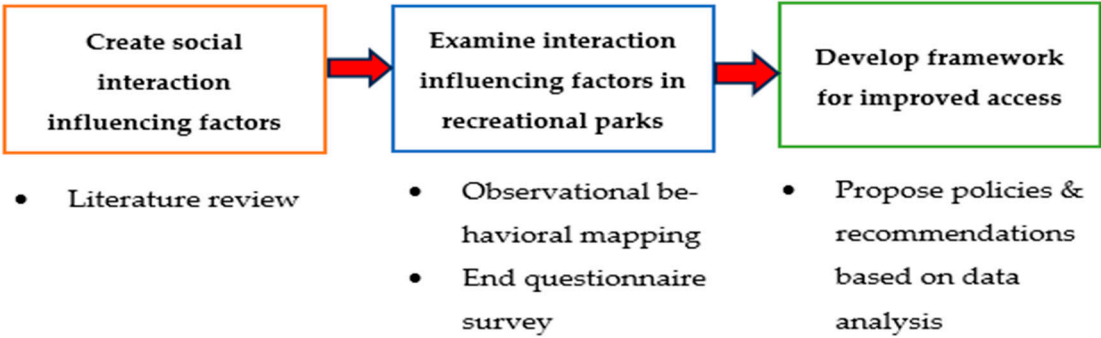 Create social
interaction
influencing factors
Examine interaction
influencing factors in
recreational parks
Develop framework
for improved access
• Literature review
• Observational be-
havioral mapping
• End questionnaire
survey
• Propose policies &
recommendations
based on data
analysis